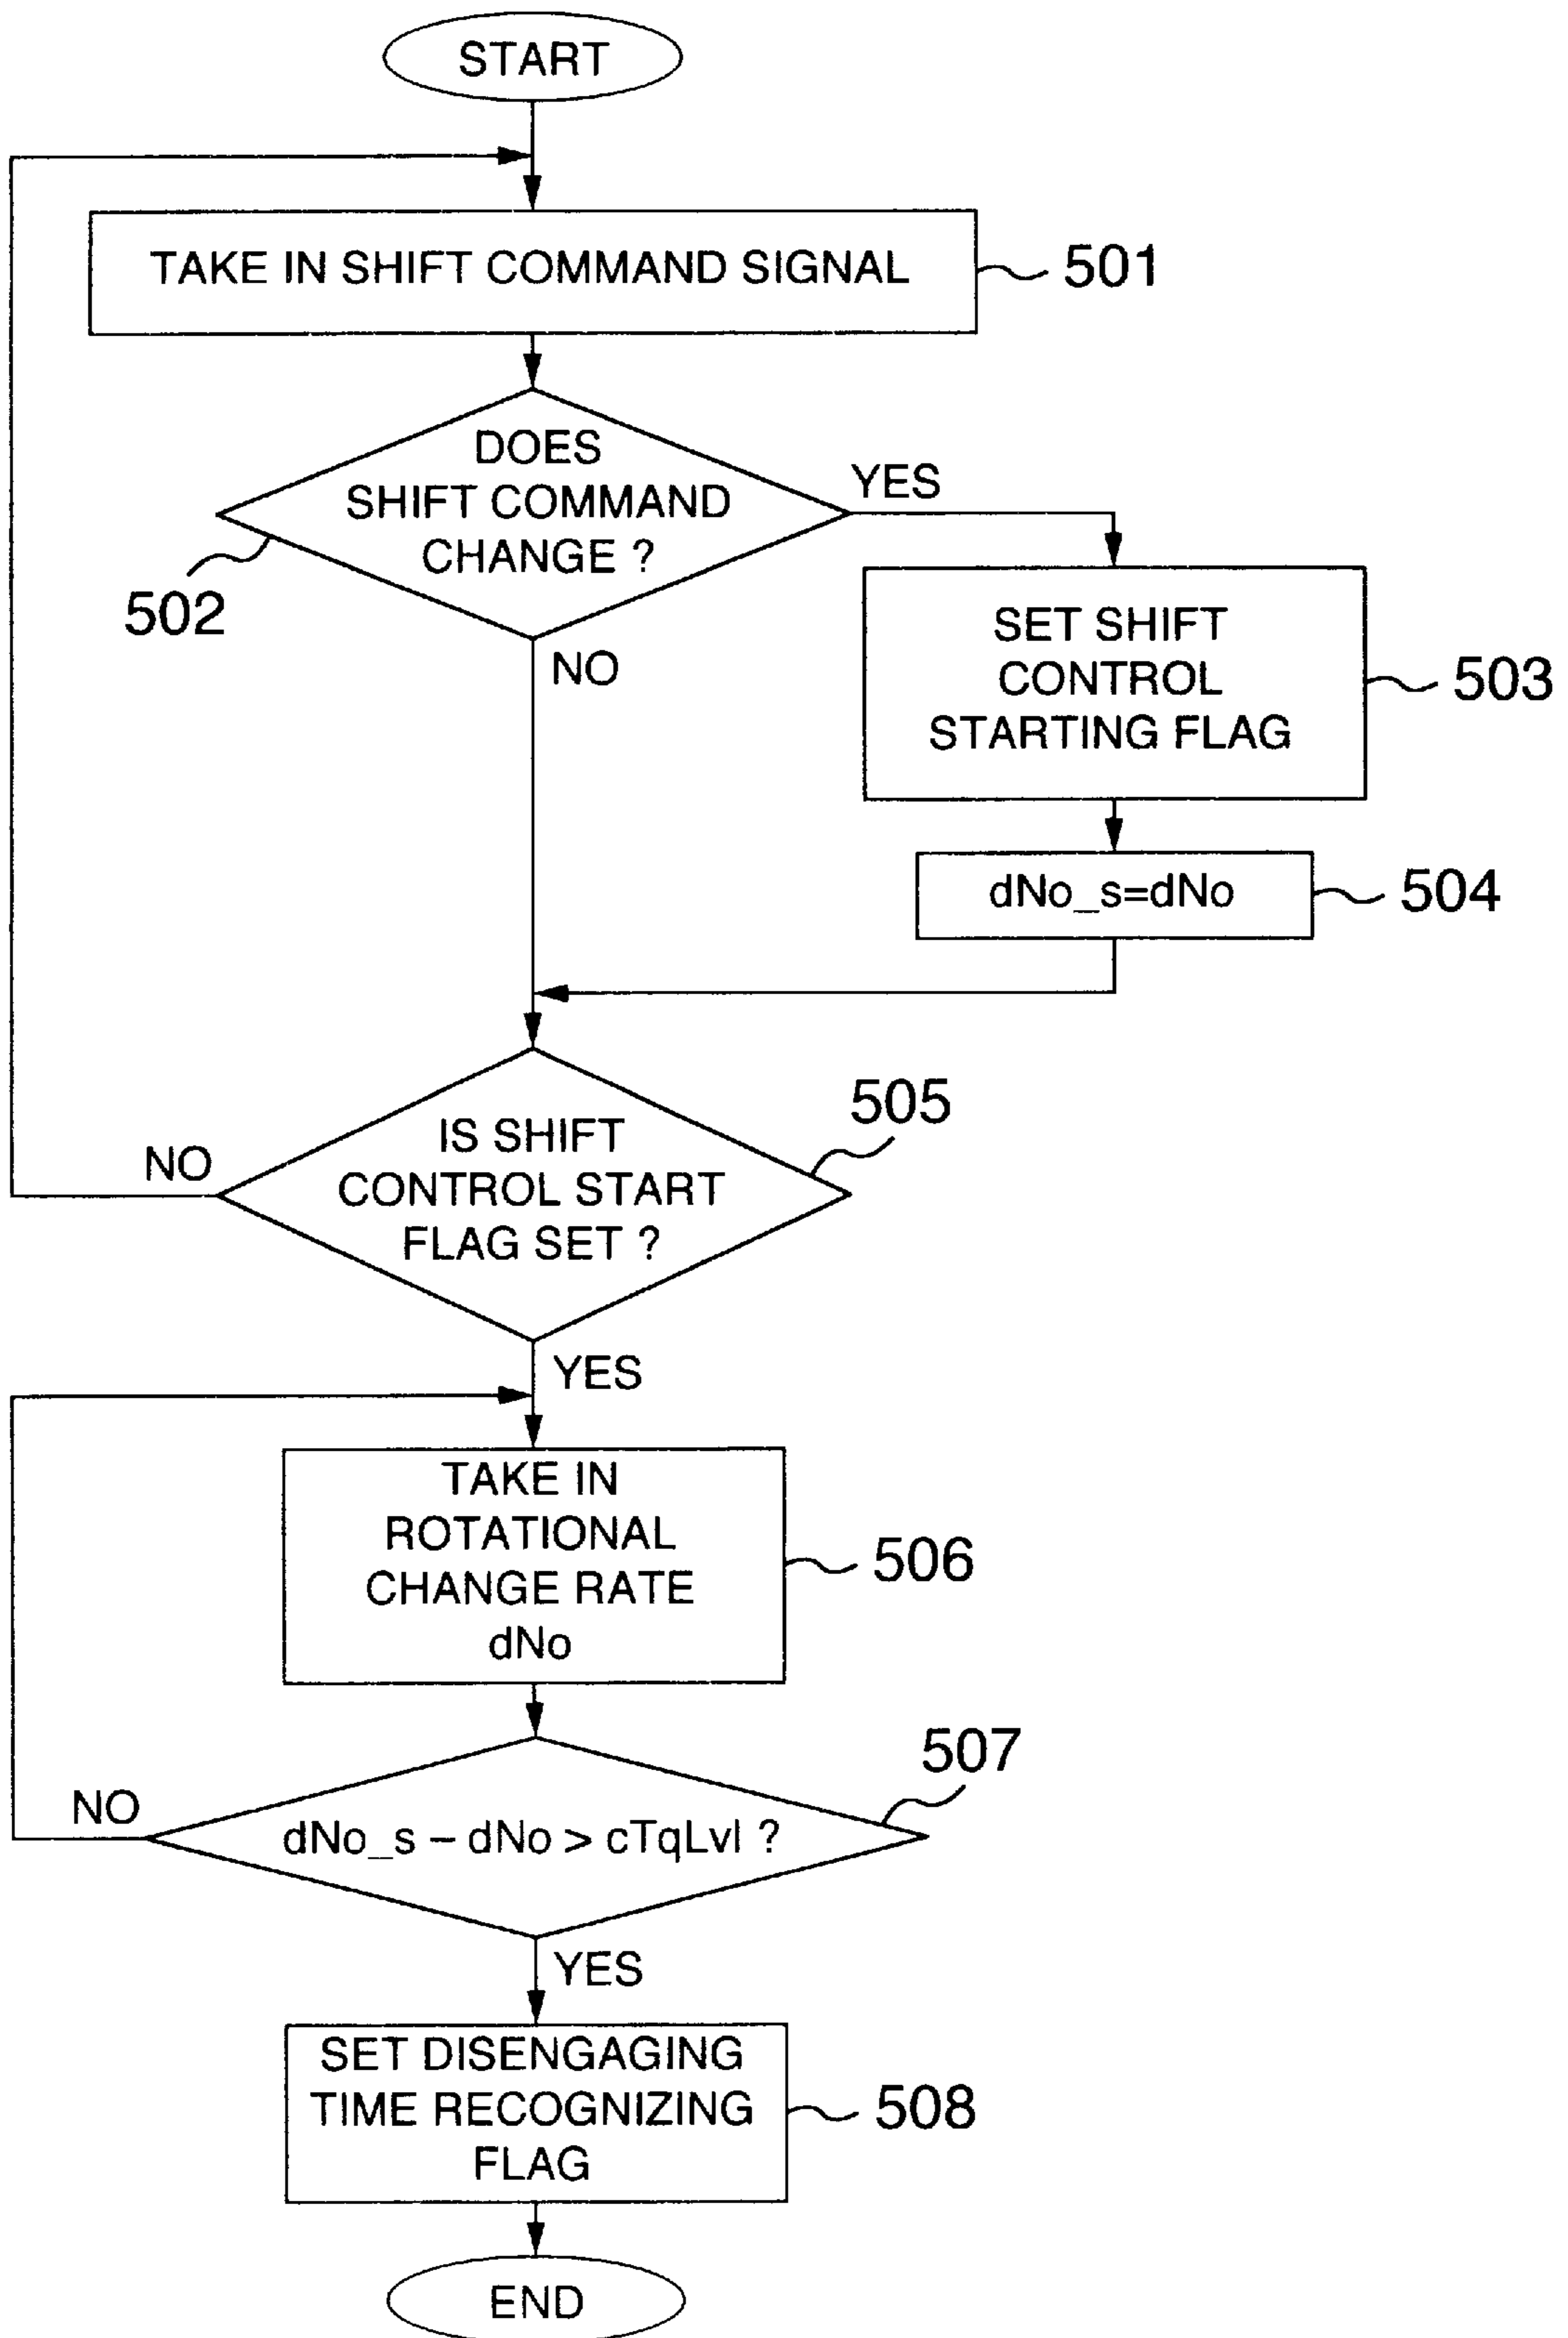 START
TAKE IN SHIFT COMMAND SIGNAL
501
DOES
SHIFT COMMAND
CHANGE ?
YES
502
NO
SET SHIFT
CONTROL
STARTING FLAG
503
dNo_s=dNo
504
505
IS SHIFT
CONTROL START
FLAG SET ?
NO
YES
TAKE IN
ROTATIONAL
CHANGE RATE
dNo
506
507
NO
dNo_s – dNo > cTqLvl ?
YES
SET DISENGAGING
TIME RECOGNIZING
FLAG
508
END